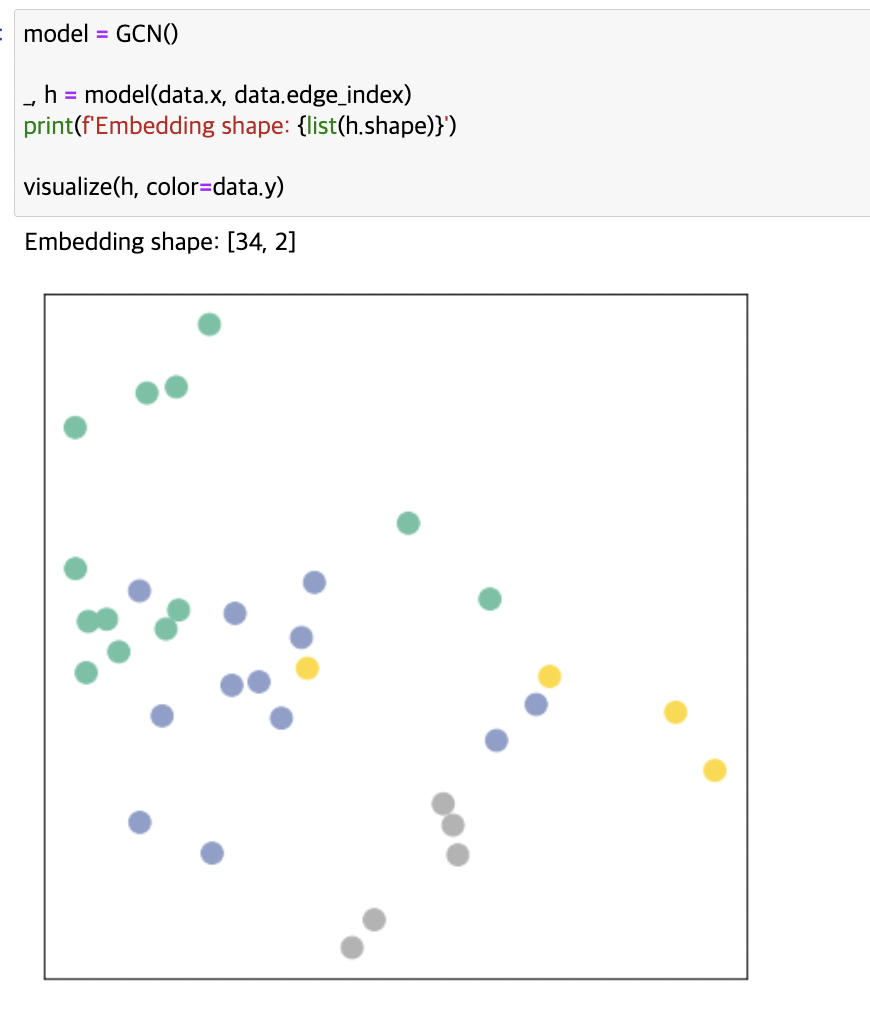 :
model = GCN()
_, h = model(data.x, data.edge_index)
print(f'Embedding shape: {list(h.shape)}')
visualize(h, color=data.y)
Embedding shape: [34, 2]